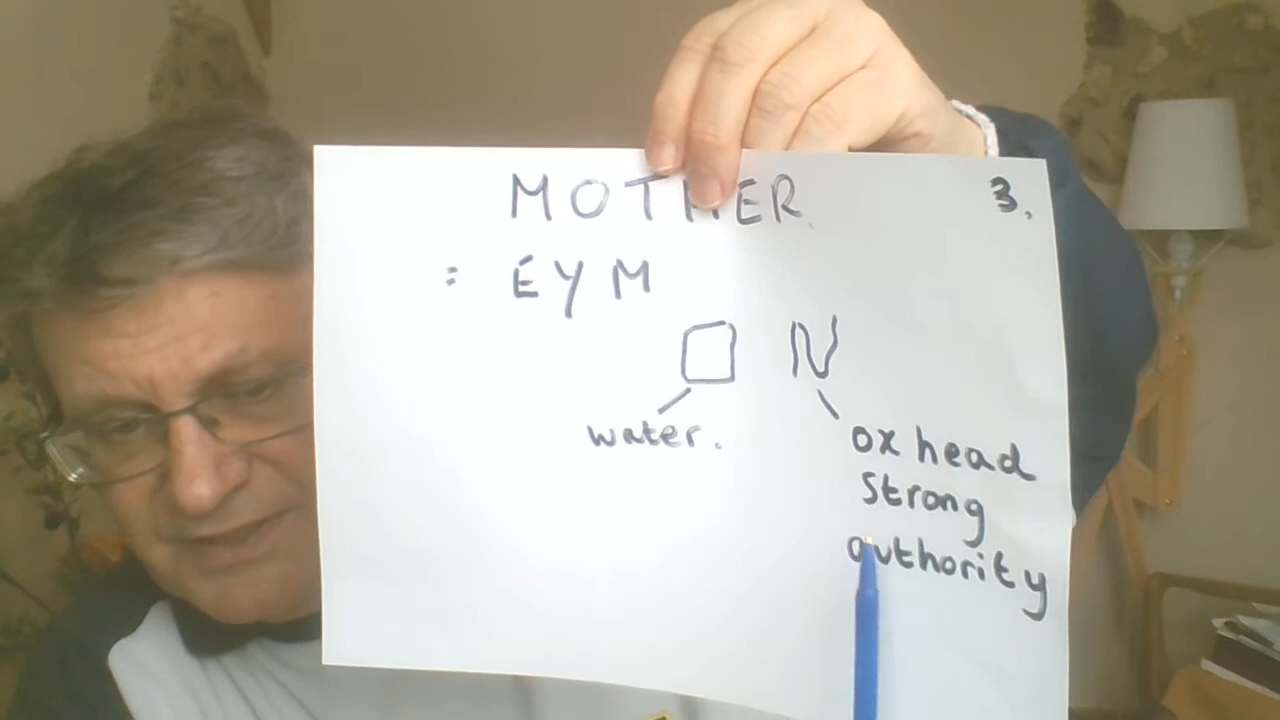 MOTHER 3.
= EYM
א ם
water.
ox head
strong
authority